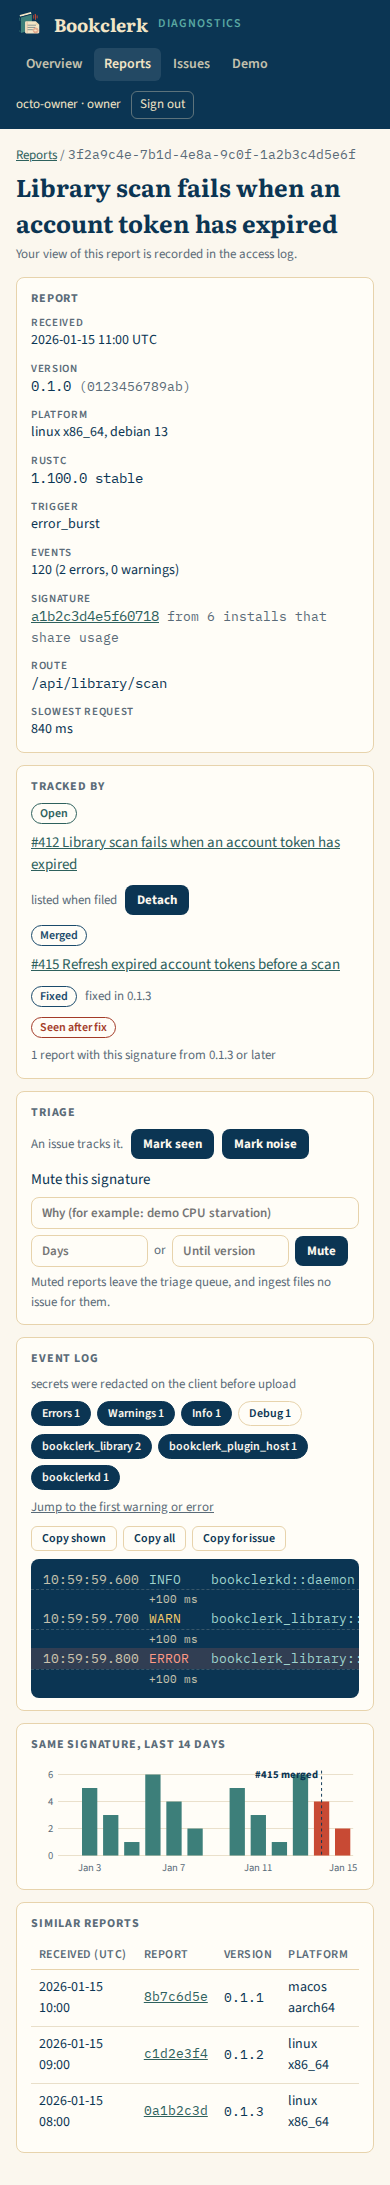 Bookclerk DIAGNOSTICS
Overview Reports Issues Demo
octo-owner · owner Sign out
Reports / 3f2a9c4e-7b1d-4e8a-9c0f-1a2b3c4d5e6f
Library scan fails when an
account token has expired
Your view of this report is recorded in the access log.
REPORT
RECEIVED
2026-01-15 11:00 UTC
VERSION
0.1.0 (0123456789ab)
PLATFORM
linux x86_64, debian 13
RUSTC
1.100.0 stable
TRIGGER
error_burst
EVENTS
120 (2 errors, 0 warnings)
SIGNATURE
a1b2c3d4e5f60718 from 6 installs that
share usage
ROUTE
/api/library/scan
SLOWEST REQUEST
840 ms
TRACKED BY
Open
#412 Library scan fails when an account token has
expired
listed when filed Detach
Merged
#415 Refresh expired account tokens before a scan
Fixed fixed in 0.1.3
Seen after fix
1 report with this signature from 0.1.3 or later
TRIAGE
An issue tracks it. Mark seen Mark noise
Mute this signature
Why (for example: demo CPU starvation)
Days or Until version Mute
Muted reports leave the triage queue, and ingest files no
issue for them.
EVENT LOG
secrets were redacted on the client before upload
Errors 1 Warnings 1 Info 1 Debug 1
bookclerk_library 2 bookclerk_plugin_host 1
bookclerkd 1
Jump to the first warning or error
Copy shown Copy all Copy for issue
10:59:59.600 INFO bookclerkd::daemon
+100 ms
10:59:59.700 WARN bookclerk_library::
+100 ms
10:59:59.800 ERROR bookclerk_library::
+100 ms
SAME SIGNATURE, LAST 14 DAYS
#415 merged
6
4
2
0
Jan 3 Jan 7 Jan 11 Jan 15
SIMILAR REPORTS
RECEIVED (UTC) REPORT VERSION PLATFORM
2026-01-15 10:00 8b7c6d5e 0.1.1 macos aarch64
2026-01-15 09:00 c1d2e3f4 0.1.2 linux x86_64
2026-01-15 08:00 0a1b2c3d 0.1.3 linux x86_64